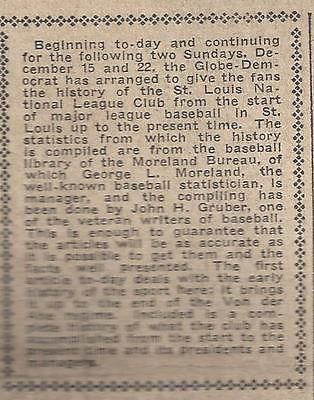 Beginning to-day and continuing
for the following two Sundays, De-
cember 15 and 22, the Globe-Dem-
ocrat has arranged to give the fans
the history of the St. Louis Na-
tional League Club from the start
of major league baseball in St.
Louis up to the present time. The
statistics from which the history
is compiled are from the baseball
library of the Moreland Bureau, of
which George L. Moreland, the
well-known baseball statistician, is
manager, and the compiling has
been done by John H. Gruber, one
of the veteran writers of baseball.
This is enough to guarantee that
the articles will be as accurate as
it is possible to get them and the
well presented. The first
article to-day deals with the early
history of the sport here; it brings
to the end of the Von der
Included is a com-
of what the club has
accomplished from the start to the
present time and its presidents and
managers.